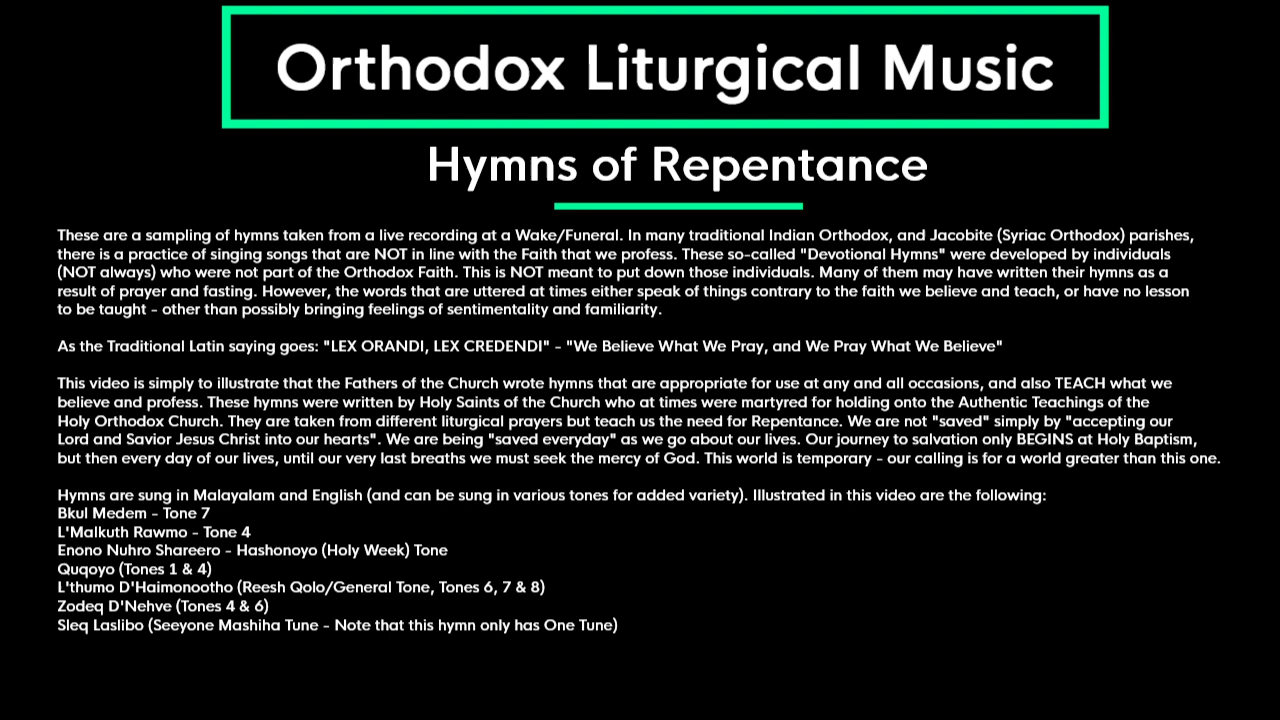 Orthodox Liturgical Music
Hymns of Repentance
These are a sampling of hymns taken from a live recording at a Wake/Funeral. In many traditional Indian Orthodox, and Jacobite (Syriac Orthodox) parishes,
there is a practice of singing songs that are NOT in line with the Faith that we profess. These so-called "Devotional Hymns" were developed by individuals
(NOT always) who were not part of the Orthodox Faith. This is NOT meant to put down those individuals. Many of them may have written their hymns as a
result of prayer and fasting. However, the words that are uttered at times either speak of things contrary to the faith we believe and teach, or have no lesson
to be taught - other than possibly bringing feelings of sentimentality and familiarity.
As the Traditional Latin saying goes: "LEX ORANDI, LEX CREDENDI" - "We Believe What We Pray, and We Pray What We Believe"
This video is simply to illustrate that the Fathers of the Church wrote hymns that are appropriate for use at any and all occasions, and also TEACH what we
believe and profess. These hymns were written by Holy Saints of the Church who at times were martyred for holding onto the Authentic Teachings of the
Holy Orthodox Church. They are taken from different liturgical prayers but teach us the need for Repentance. We are not "saved" simply by "accepting our
Lord and Savior Jesus Christ into our hearts". We are being "saved everyday" as we go about our lives. Our journey to salvation only BEGINS at Holy Baptism,
but then every day of our lives, until our very last breaths we must seek the mercy of God. This world is temporary - our calling is for a world greater than this one.
Hymns are sung in Malayalam and English (and can be sung in various tones for added variety). Illustrated in this video are the following:
Bkul Medem - Tone 7
L'Malkuth Rawmo - Tone 4
Enono Nuhro Shareero - Hashonoyo (Holy Week) Tone
Quqoyo (Tones 1 & 4)
L'thumo D'Haimonootho (Reesh Qolo/General Tone, Tones 6, 7 & 8)
Zodeq D'Nehve (Tones 4 & 6)
Sleq Laslibo (Seeyone Mashiha Tune - Note that this hymn only has One Tune)